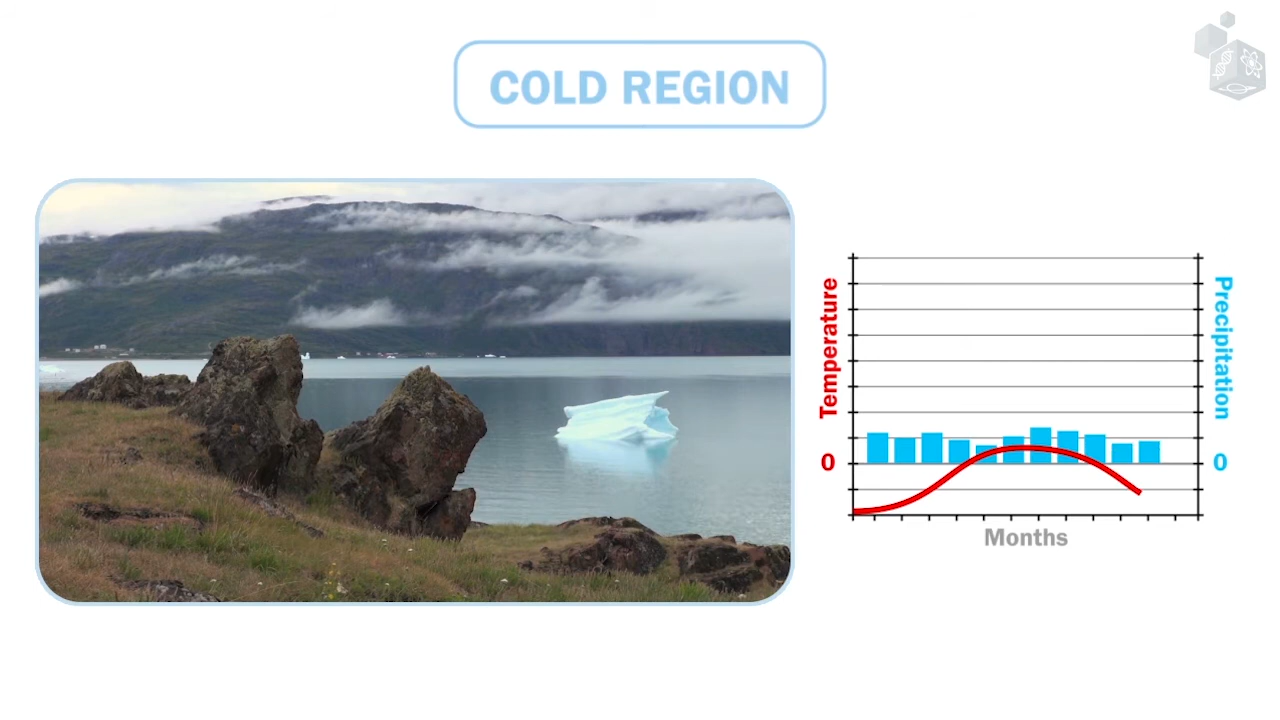 COLD REGION
Temperature
Precipitation
0
0
Months